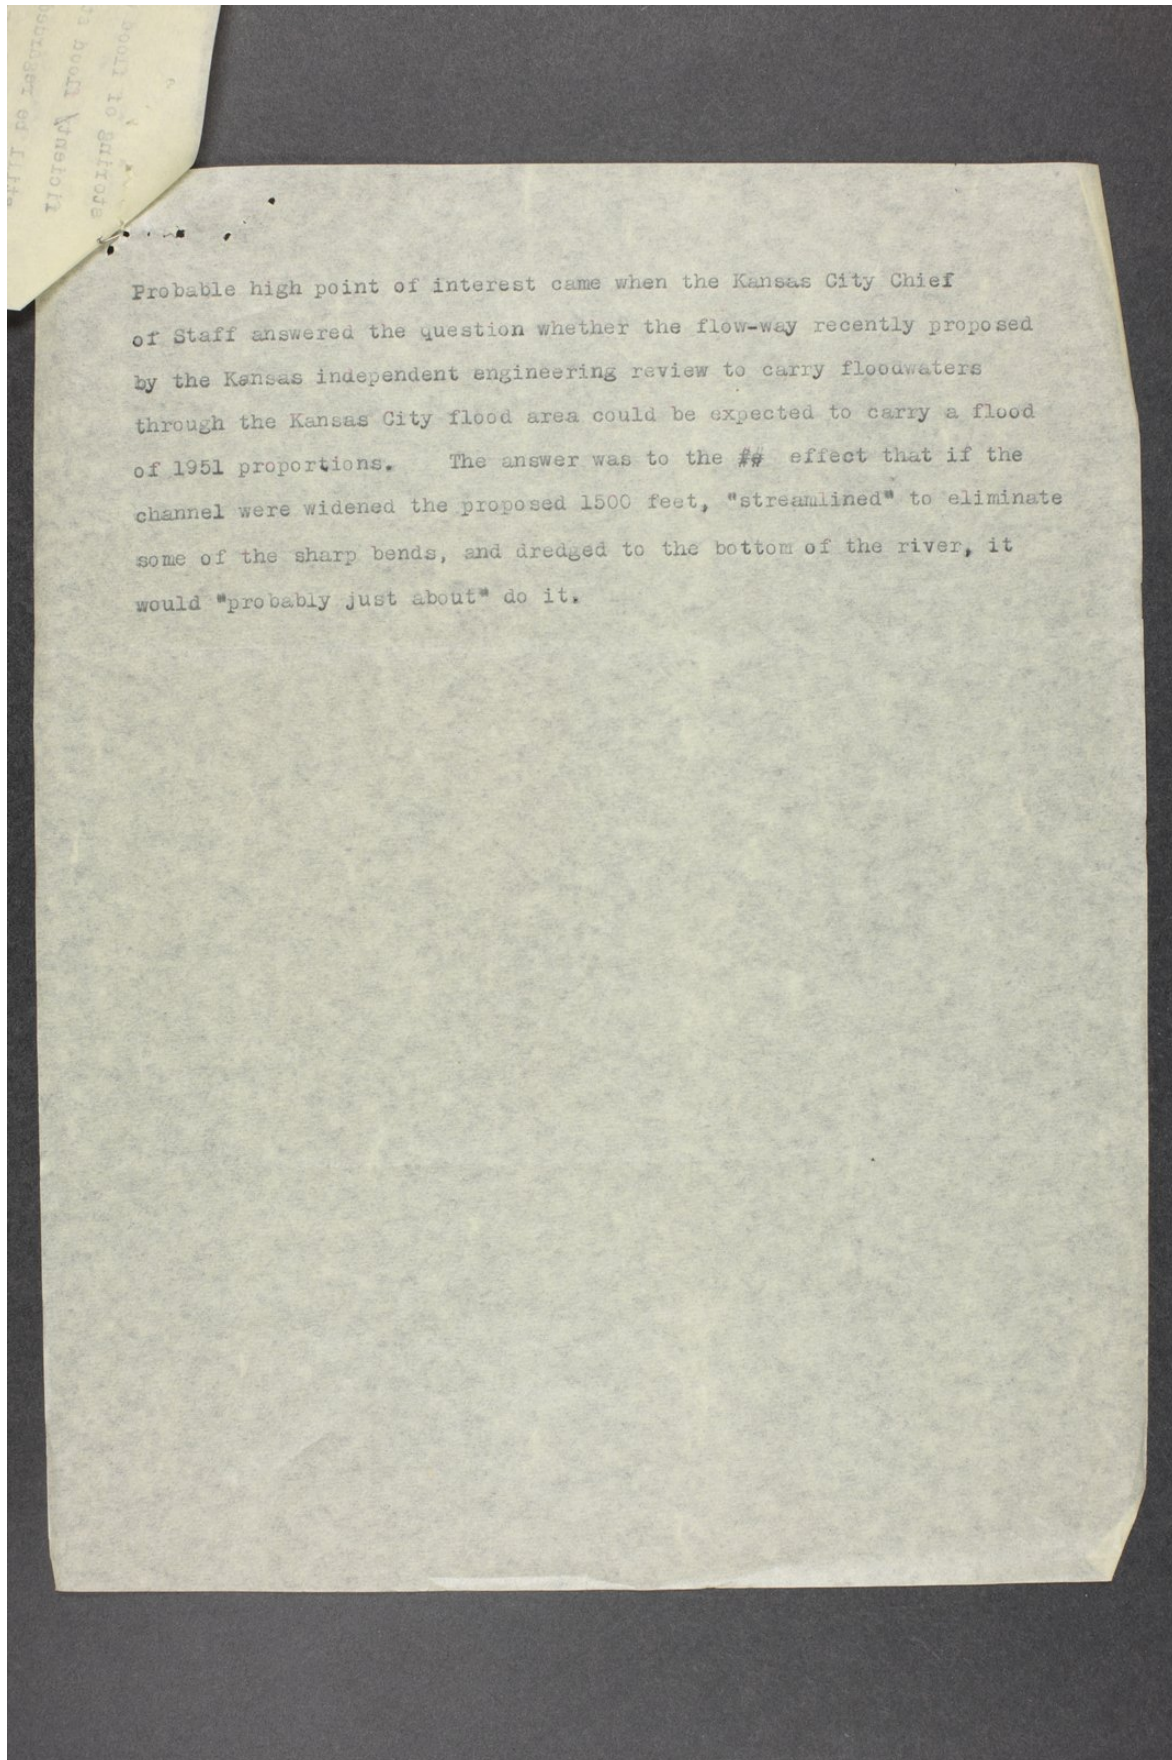 Probable high point of interest came when the Kansas City Chief
of Staff answered the question whether the flow-way recently proposed
by the Kansas independent engineering review to carry floodwaters
through the Kansas City flood area could be expected to carry a flood
of 1951 proportions. The answer was to the ## effect that if the
channel were widened the proposed 1500 feet, "streamlined" to eliminate
some of the sharp bends, and dredged to the bottom of the river, it
would "probably just about" do it.